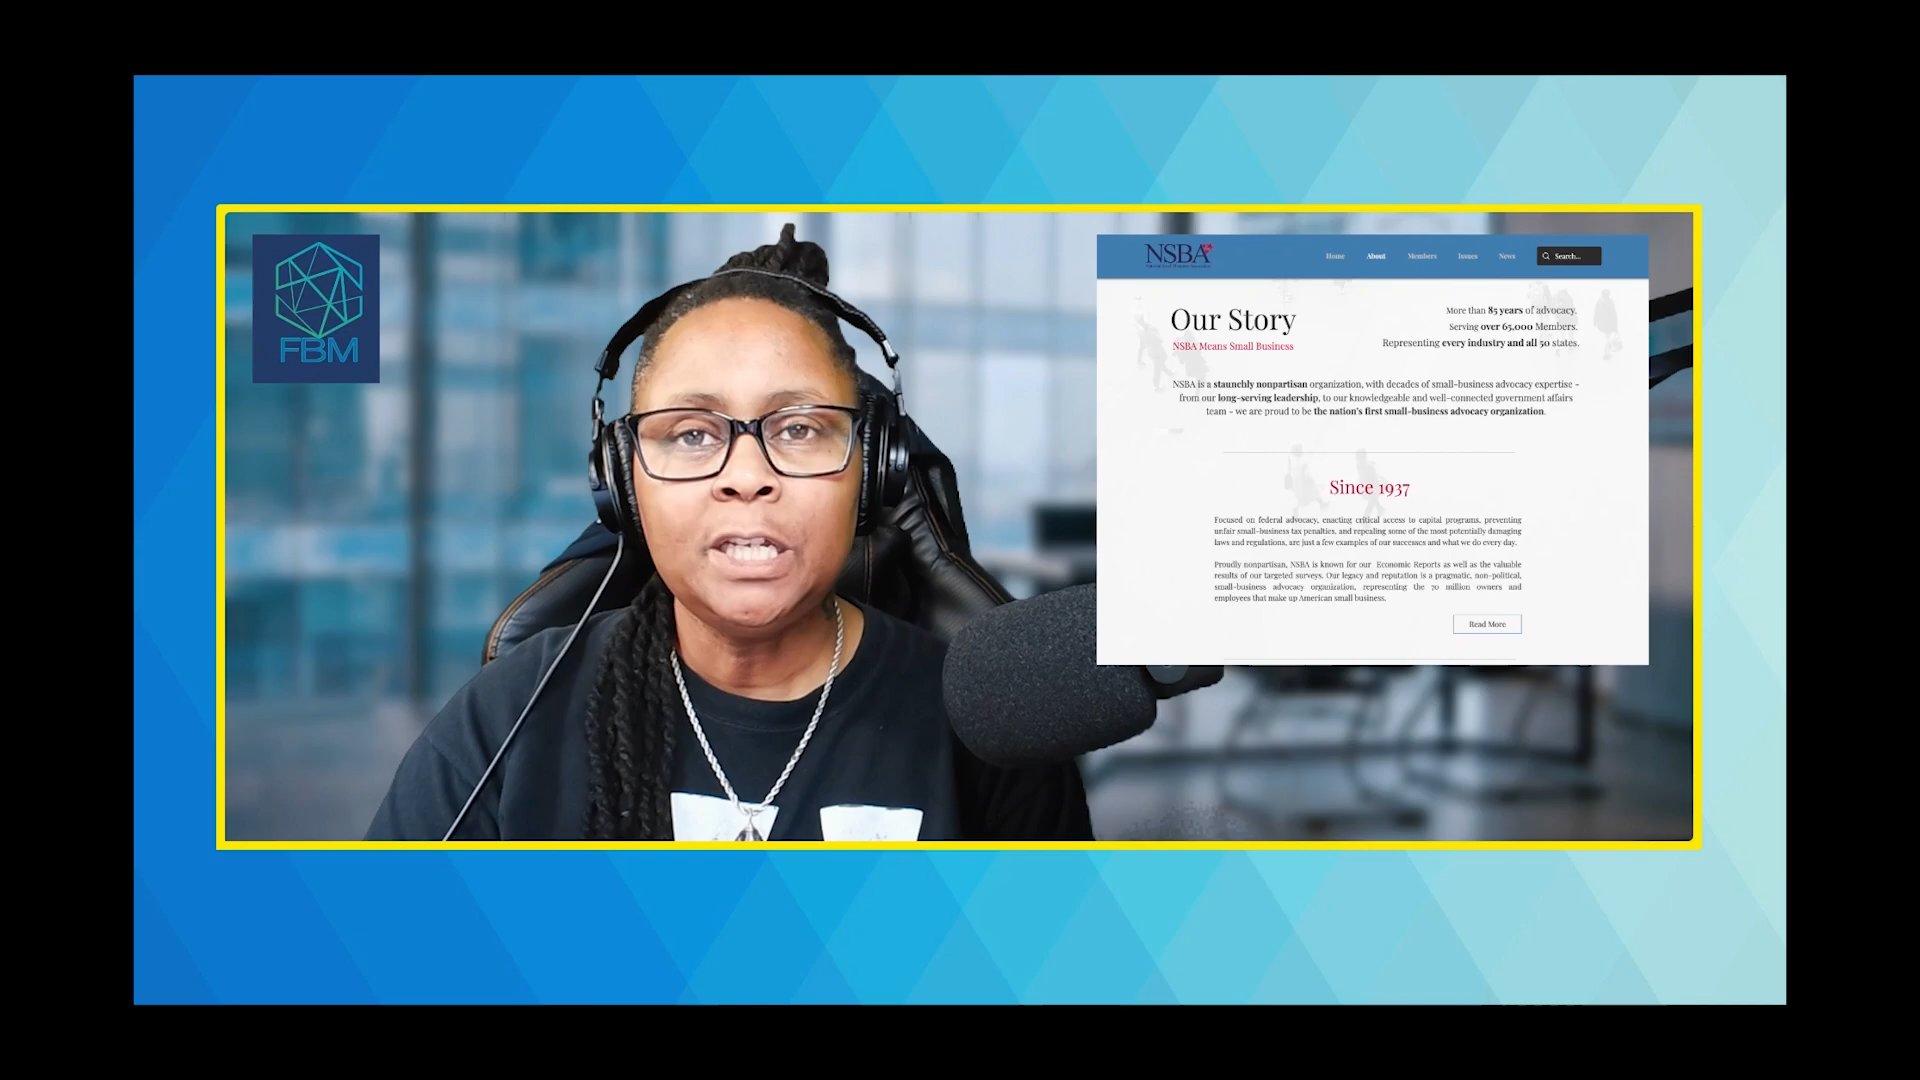 FBM
NSBA
Home About Members Issues News Search...
Our Story
NSBA Means Small Business
More than 85 years of advocacy.
Serving over 65,000 Members.
Representing every industry and all 50 states.
NSBA is a staunchly nonpartisan organization, with decades of small-business advocacy expertise -
from our long-serving leadership, to our knowledgeable and well-connected government affairs
team - we are proud to be the nation's first small-business advocacy organization.
Since 1937
Focused on federal advocacy, enacting critical access to capital programs, preventing
unfair small-business tax penalties, and repealing some of the most potentially damaging
laws and regulations, are just a few examples of our successes and what we do every day.
Proudly nonpartisan, NSBA is known for our Economic Reports as well as the valuable
results of our targeted surveys. Our legacy and reputation is a pragmatic, non-political,
small-business advocacy organization, representing the 70 million owners and
employees that make up American small business.
Read More